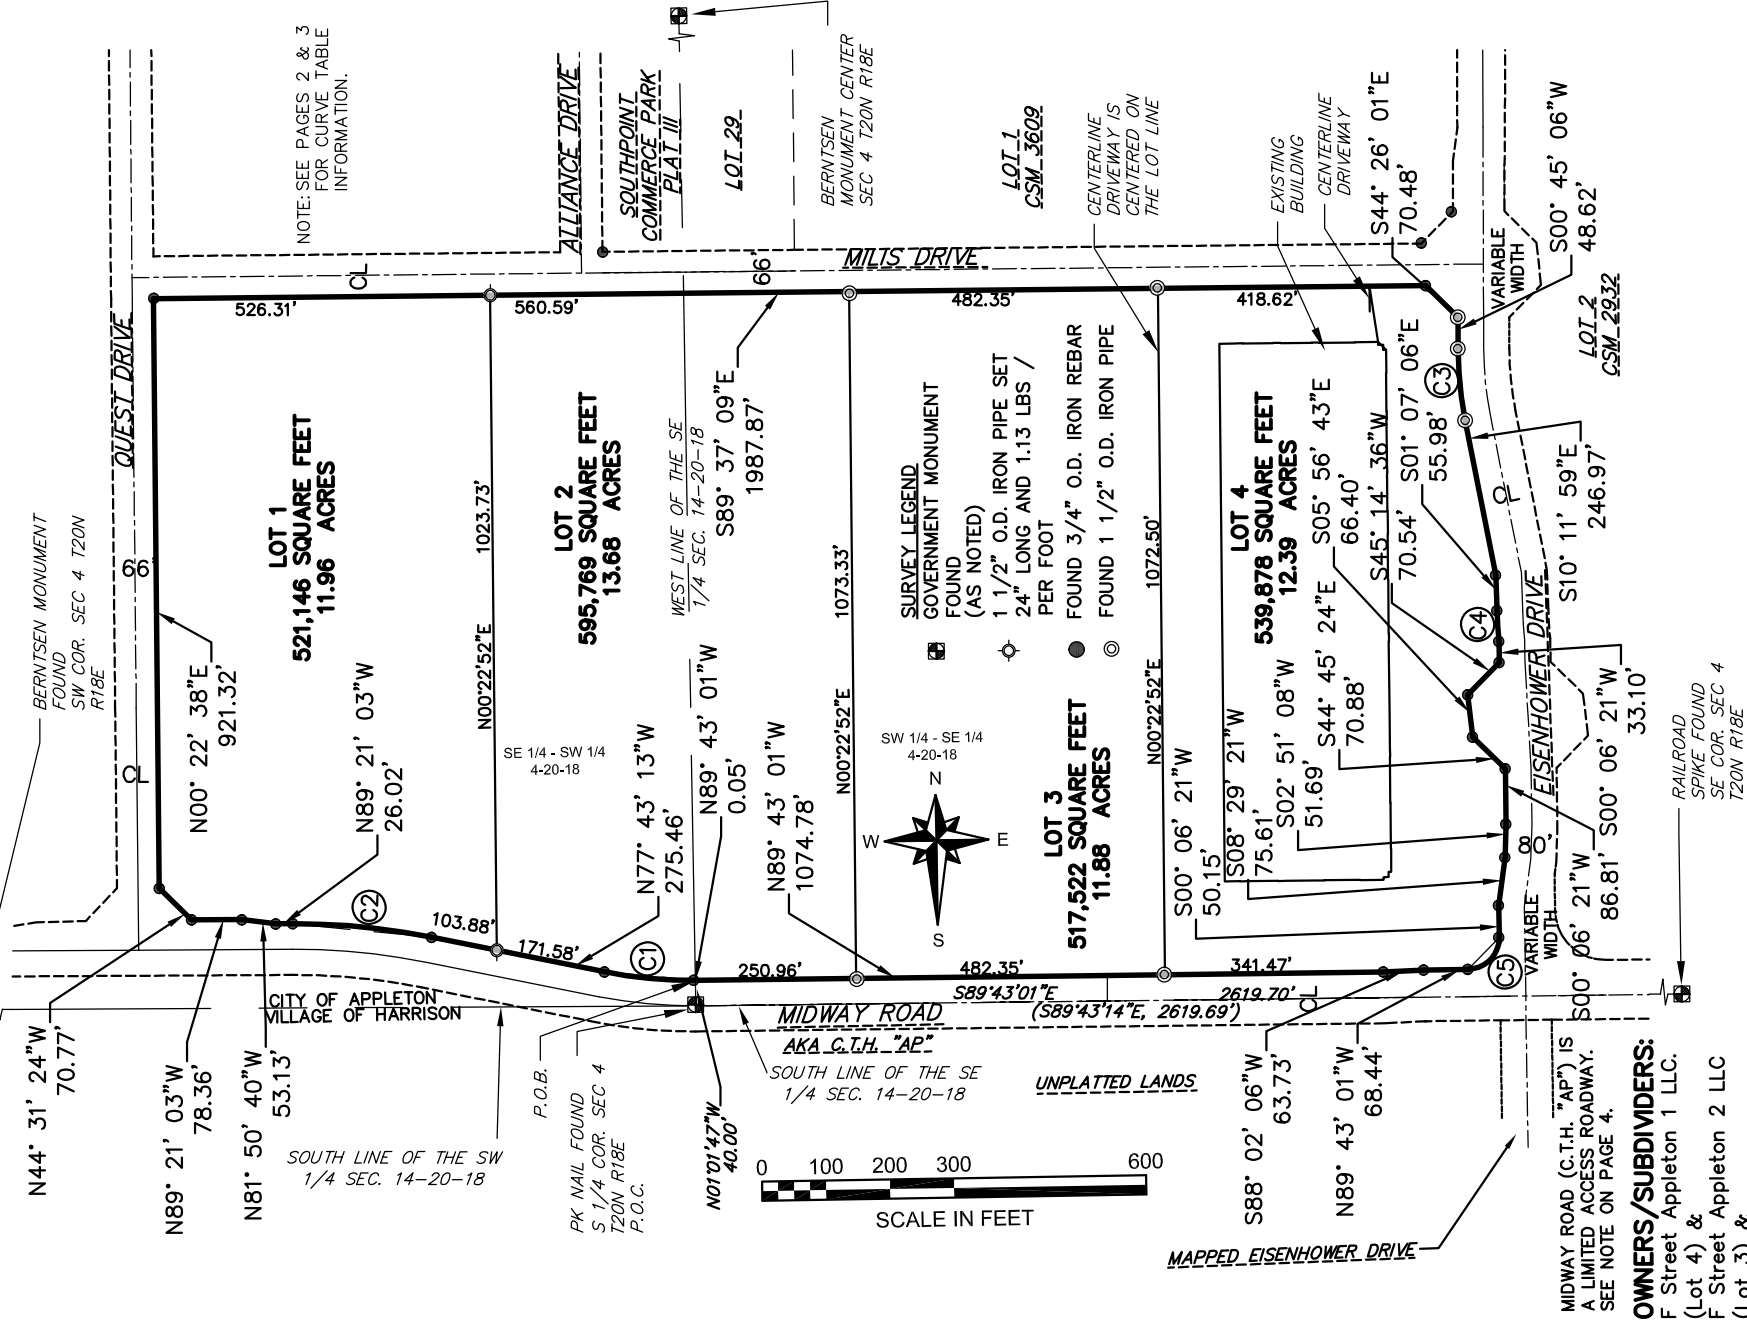 BERNTSEN MONUMENT
FOUND
SW COR. SEC 4 T20N
R18E
QUEST DRIVE
66'
CL
NOTE: SEE PAGES 2 & 3
FOR CURVE TABLE
INFORMATION.
ALLIANCE DRIVE
SOUTHPOINT
COMMERCE PARK
PLAT III
LOT 29
BERNTSEN
MONUMENT CENTER
SEC 4 T20N R18E
LOT 1
CSM 3609
CENTERLINE
DRIVEWAY IS
CENTERED ON
THE LOT LINE
EXISTING
BUILDING
CENTERLINE
DRIVEWAY
S44° 26' 01"E
70.48'
S00° 45' 06"W
48.62'
VARIABLE
WIDTH
LOT 2
CSM 2932
CL
MILTS DRIVE
66'
526.31'
560.59'
482.35'
418.62'
S89° 37' 09"E
1987.87'
N00° 22' 38"E
921.32'
LOT 1
521,146 SQUARE FEET
11.96 ACRES
N00°22'52"E
1023.73'
LOT 2
595,769 SQUARE FEET
13.68 ACRES
WEST LINE OF THE SE
1/4 SEC. 14-20-18
SE 1/4 - SW 1/4
4-20-18
N00°22'52"E
1073.33'
SURVEY LEGEND
GOVERNMENT MONUMENT
FOUND
(AS NOTED)
1 1/2" O.D. IRON PIPE SET
24" LONG AND 1.13 LBS /
PER FOOT
FOUND 3/4" O.D. IRON REBAR
FOUND 1 1/2" O.D. IRON PIPE
SW 1/4 - SE 1/4
4-20-18
N
W
E
S
LOT 3
517,522 SQUARE FEET
11.88 ACRES
N00°22'52"E
1072.50'
LOT 4
539,878 SQUARE FEET
12.39 ACRES
S05° 56' 43"E
66.40'
S45° 14' 36"W
70.54'
S01° 07' 06"E
55.98'
C3
S10° 11' 59"E
246.97'
CL
C4
EISENHOWER DRIVE
S00° 06' 21"W
33.10'
S44° 45' 24"E
70.88'
S02° 51' 08"W
51.69'
S08° 29' 21"W
75.61'
S00° 06' 21"W
50.15'
80'
S00° 06' 21"W
86.81'
VARIABLE
WIDTH
C5
S00° 06' 21"W
RAILROAD
SPIKE FOUND
SE COR. SEC 4
T20N R18E
CL
N89° 21' 03"W
26.02'
C2
103.88'
171.58'
C1
N77° 43' 13"W
275.46'
N89° 43' 01"W
0.05'
N89° 43' 01"W
1074.78'
250.96'
482.35'
341.47'
S89°43'01"E
2619.70'
(S89°43'14"E, 2619.69')
CL
CITY OF APPLETON
VILLAGE OF HARRISON
MIDWAY ROAD
AKA C.T.H. "AP"
N44° 31' 24"W
70.77'
N89° 21' 03"W
78.36'
N81° 50' 40"W
53.13'
SOUTH LINE OF THE SW
1/4 SEC. 14-20-18
P.O.B.
PK NAIL FOUND
S 1/4 COR. SEC 4
T20N R18E
P.O.C.
N01°01'47"W
40.00'
SOUTH LINE OF THE SE
1/4 SEC. 14-20-18
UNPLATTED LANDS
0 100 200 300 600
SCALE IN FEET
S88° 02' 06"W
63.73'
N89° 43' 01"W
68.44'
MAPPED EISENHOWER DRIVE
MIDWAY ROAD (C.T.H. "AP") IS
A LIMITED ACCESS ROADWAY.
SEE NOTE ON PAGE 4.
OWNERS/SUBDIVIDERS:
F Street Appleton 1 LLC.
(Lot 4) &
F Street Appleton 2 LLC
(Lot 3) &